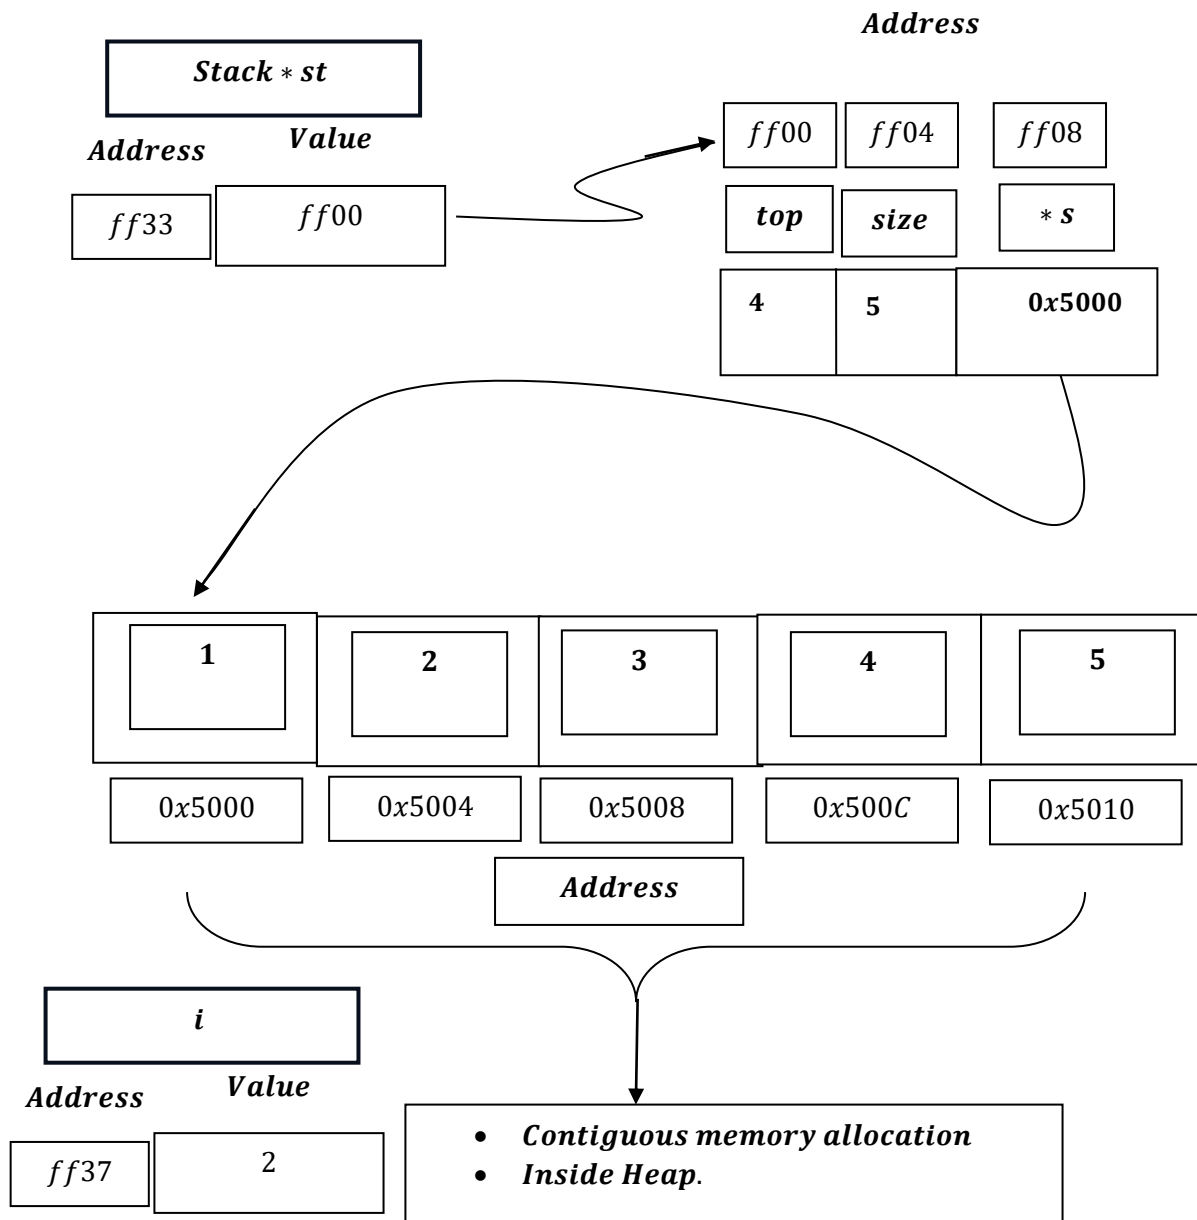 Address
Stack * st
Address Value
ff33 ff00
ff00 ff04 ff08
top size * s
4 5 0x5000
1 2 3 4 5
0x5000 0x5004 0x5008 0x500C 0x5010
Address
i
Address Value
ff37 2
• Contiguous memory allocation
• Inside Heap.